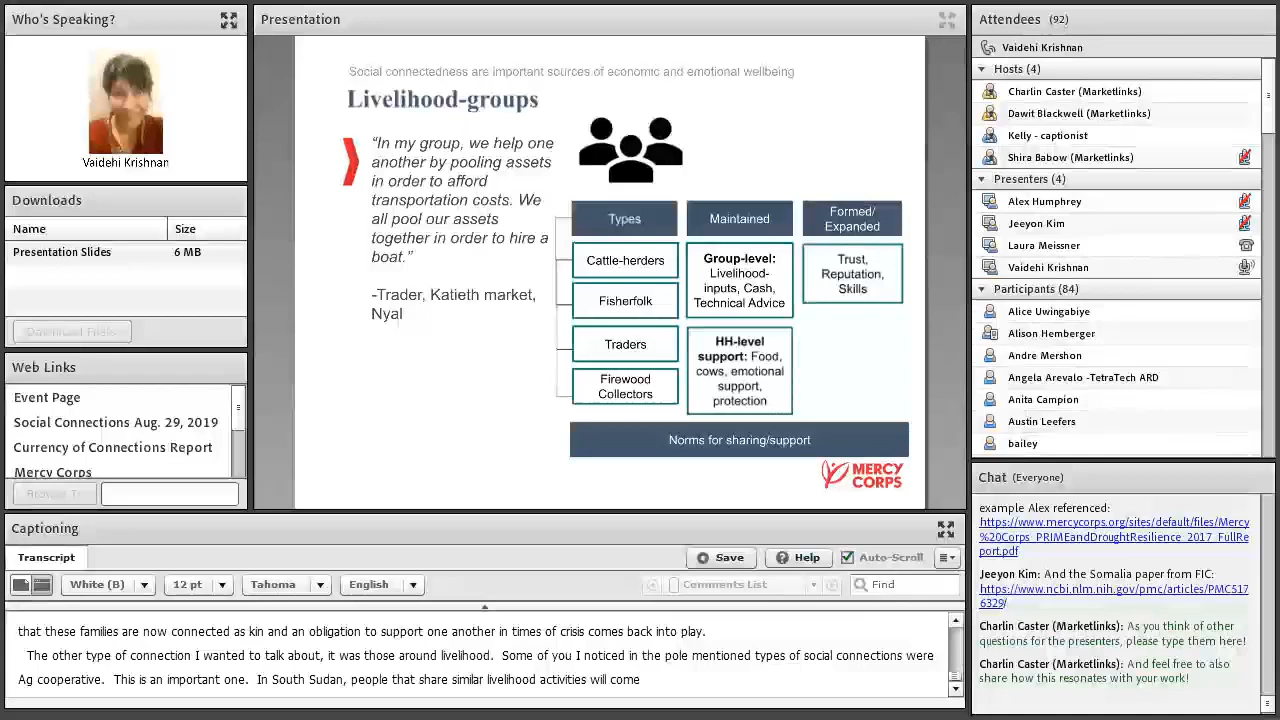 Who's Speaking?
Vaidehi Krishnan
Downloads
Name Size
Presentation Slides 6 MB
Web Links
Event Page
Social Connections Aug. 29, 2019
Currency of Connections Report
Mercy Corps
Browse To
Presentation
Social connectedness are important sources of economic and emotional wellbeing
Livelihood-groups
“In my group, we help one
another by pooling assets
in order to afford
transportation costs. We
all pool our assets
together in order to hire a
boat.”
-Trader, Katieth market,
Nyal
Types
Cattle-herders
Fisherfolk
Traders
Firewood
Collectors
Maintained
Group-level:
Livelihood-
inputs, Cash,
Technical Advice
HH-level
support: Food,
cows, emotional
support,
protection
Formed/
Expanded
Trust,
Reputation,
Skills
Norms for sharing/support
MERCY
CORPS
Captioning
Transcript
Save
Help
Auto-Scroll
White (B)
12 pt
Tahoma
English
Comments List
Find
that these families are now connected as kin and an obligation to support one another in times of crisis comes back into play.
The other type of connection I wanted to talk about, it was those around livelihood. Some of you I noticed in the pole mentioned types of social connections were
Ag cooperative. This is an important one. In South Sudan, people that share similar livelihood activities will come
Attendees (92)
Vaidehi Krishnan
Hosts (4)
Charlin Caster (Marketlinks)
Dawit Blackwell (Marketlinks)
Kelly - captionist
Shira Babow (Marketlinks)
Presenters (4)
Alex Humphrey
Jeeyon Kim
Laura Meissner
Vaidehi Krishnan
Participants (84)
Alice Uwingabiye
Alison Hemberger
Andre Mershon
Angela Arevalo -TetraTech ARD
Anita Campion
Austin Leefers
bailey
Chat (Everyone)
example Alex referenced:
https://www.mercycorps.org/sites/default/files/Mercy
%20Corps_PRIMEandDroughtResilience_2017_FullRe
port.pdf
Jeeyon Kim: And the Somalia paper from FIC:
https://www.ncbi.nlm.nih.gov/pmc/articles/PMC517
6329/
Charlin Caster (Marketlinks): As you think of other
questions for the presenters, please type them here!
Charlin Caster (Marketlinks): And feel free to also
share how this resonates with your work!